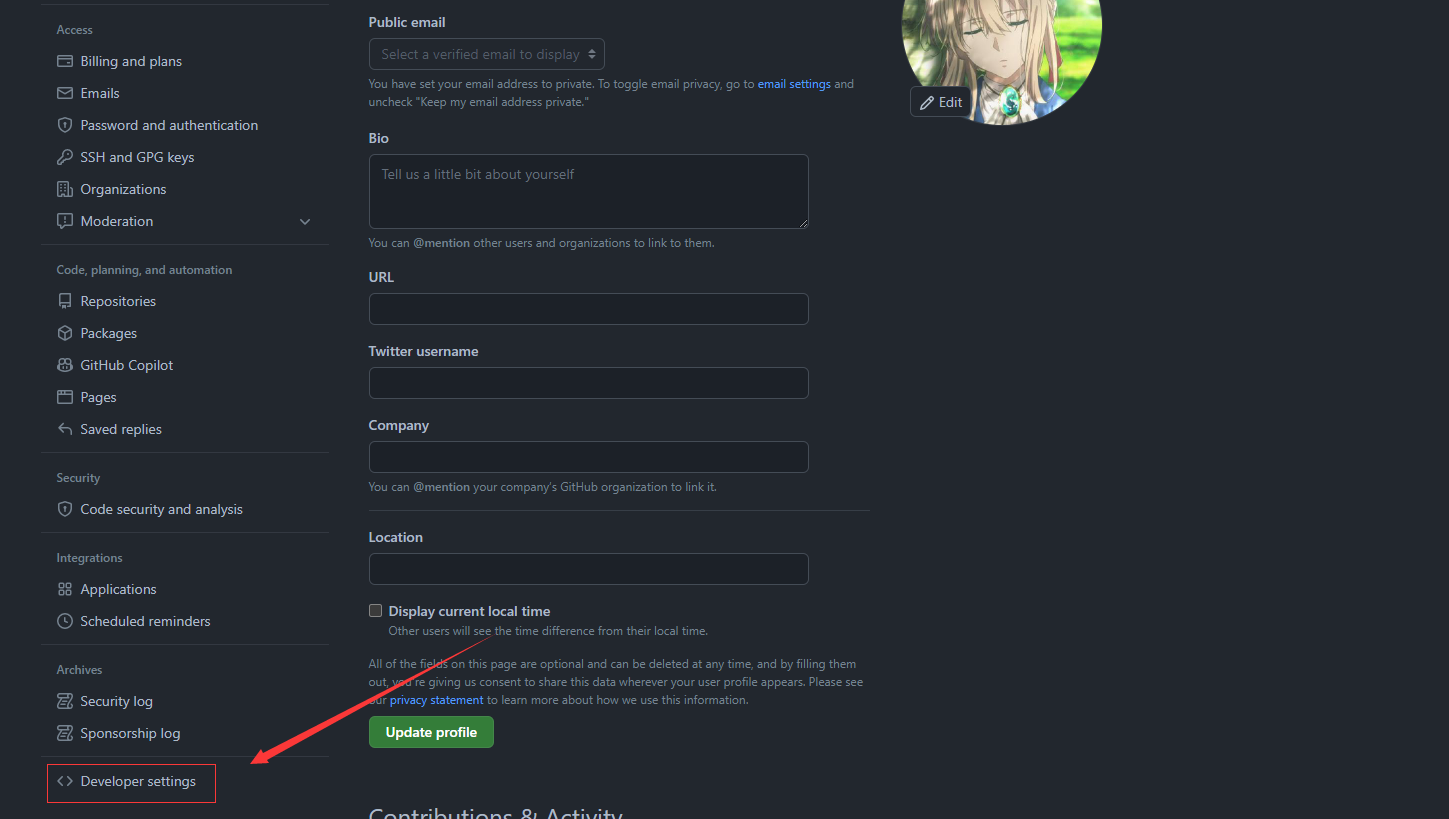 Access
Billing and plans
Emails
Password and authentication
SSH and GPG keys
Organizations
Moderation
Code, planning, and automation
Repositories
Packages
GitHub Copilot
Pages
Saved replies
Security
Code security and analysis
Integrations
Applications
Scheduled reminders
Archives
Security log
Sponsorship log
Developer settings
Public email
Select a verified email to display
You have set your email address to private. To toggle email privacy, go to email settings and
uncheck "Keep my email address private."
Bio
Tell us a little bit about yourself
You can @mention other users and organizations to link to them.
URL
Twitter username
Company
You can @mention your company's GitHub organization to link it.
Location
Display current local time
Other users will see the time difference from their local time.
All of the fields on this page are optional and can be deleted at any time, and by filling them
out, you're giving us consent to share this data wherever your user profile appears. Please see
our privacy statement to learn more about how we use this information.
Update profile
Contributions & Activity
Edit